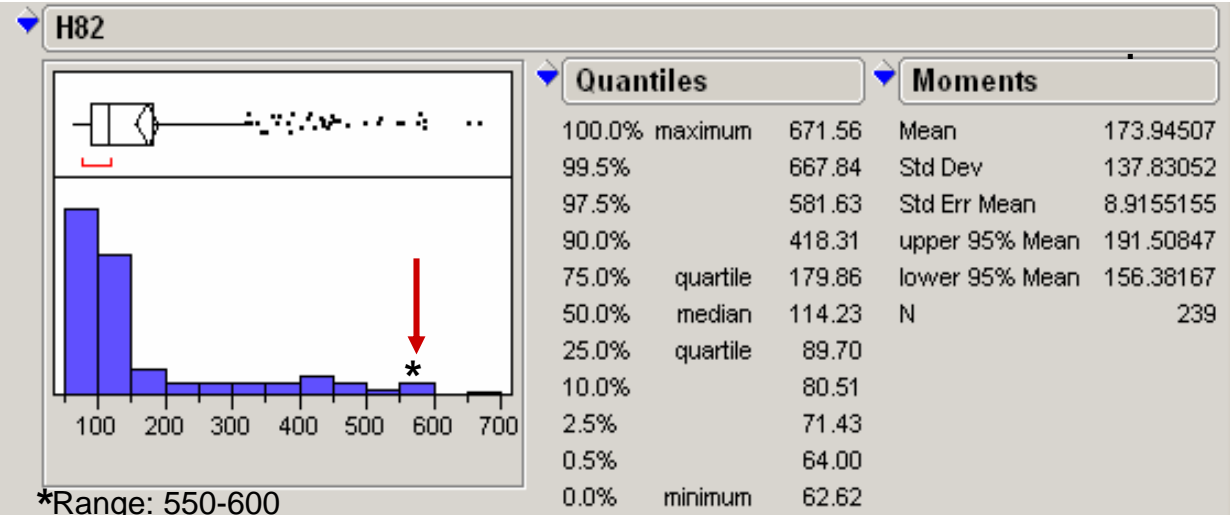 H82
Quantiles
100.0% maximum 671.56
99.5% 667.84
97.5% 581.63
90.0% 418.31
75.0% quartile 179.86
50.0% median 114.23
25.0% quartile 89.70
10.0% 80.51
2.5% 71.43
0.5% 64.00
0.0% minimum 62.62
Moments
Mean 173.94507
Std Dev 137.83052
Std Err Mean 8.9155155
upper 95% Mean 191.50847
lower 95% Mean 156.38167
N 239
*
100 200 300 400 500 600 700
*Range: 550-600